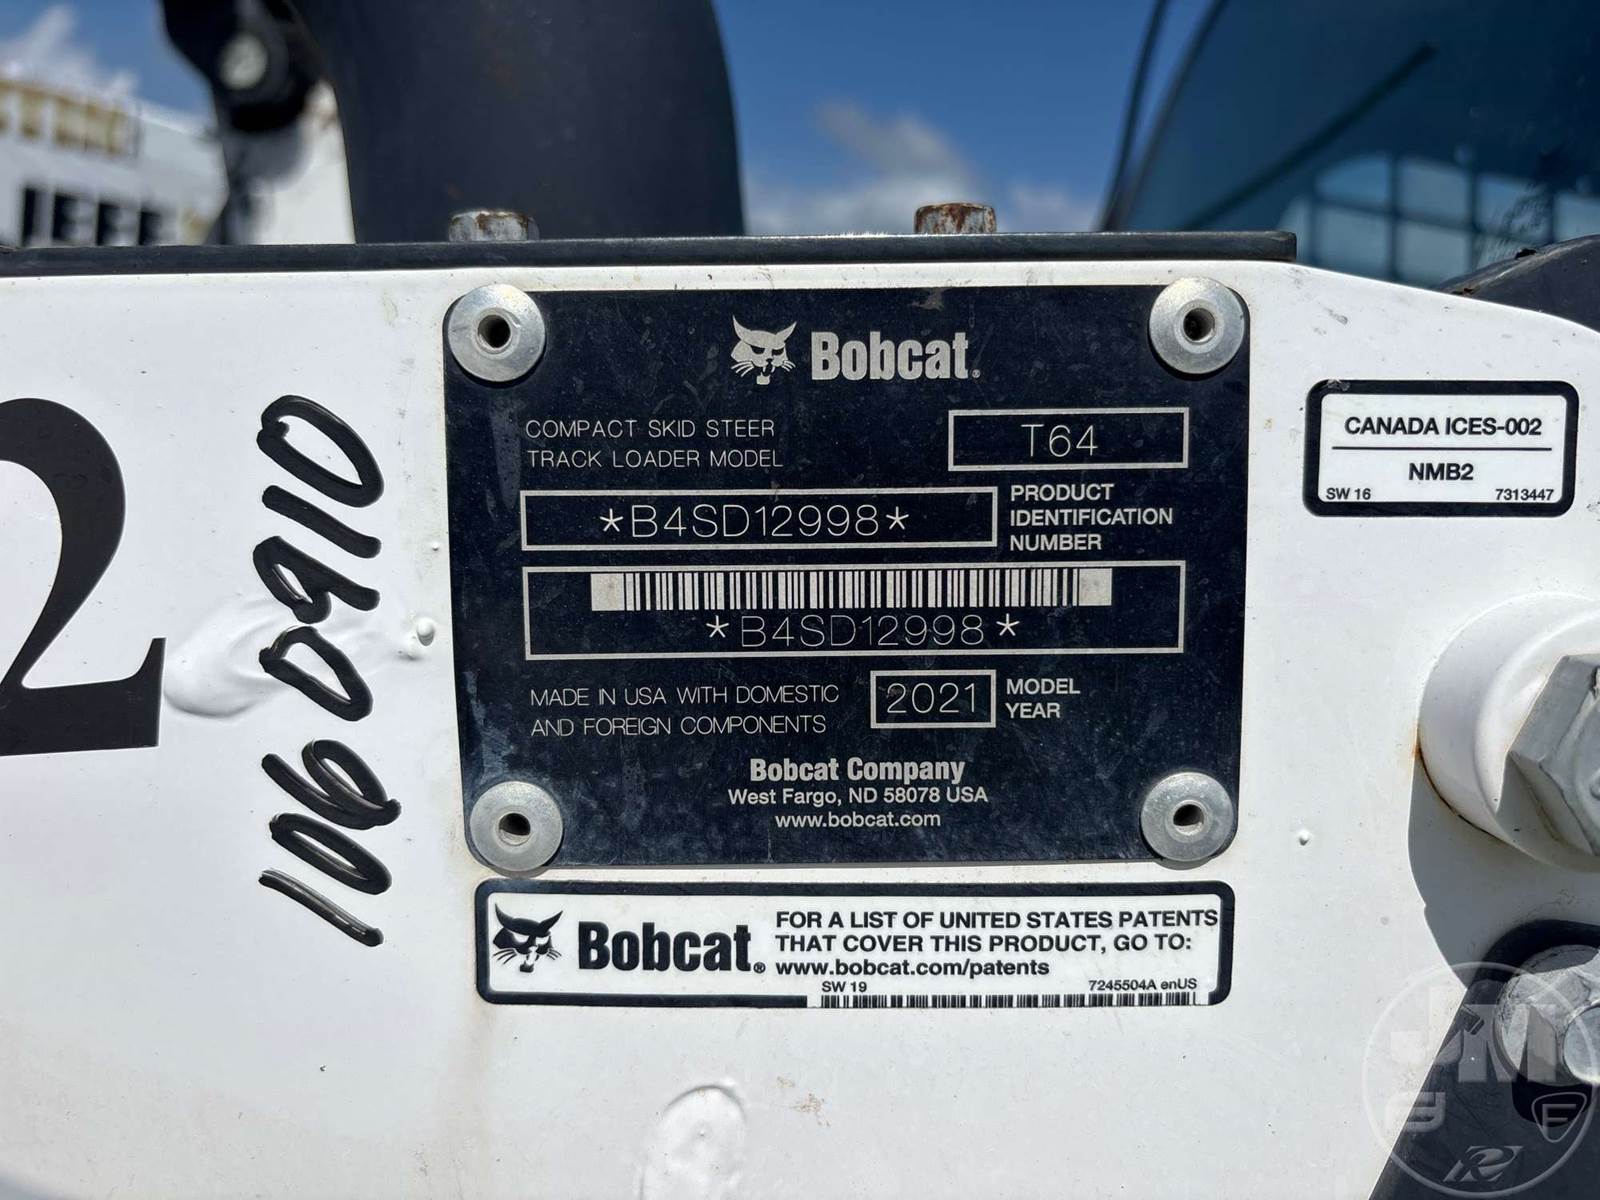 Bobcat®
COMPACT SKID STEER
TRACK LOADER MODEL
T64
*B4SD12998*
PRODUCT
IDENTIFICATION
NUMBER
*B4SD12998*
MADE IN USA WITH DOMESTIC
AND FOREIGN COMPONENTS
2021
MODEL
YEAR
Bobcat Company
West Fargo, ND 58078 USA
www.bobcat.com
Bobcat®
FOR A LIST OF UNITED STATES PATENTS
THAT COVER THIS PRODUCT, GO TO:
www.bobcat.com/patents
SW 19
7245504A enUS
CANADA ICES-002
NMB2
SW 16
7313447
2
1060910